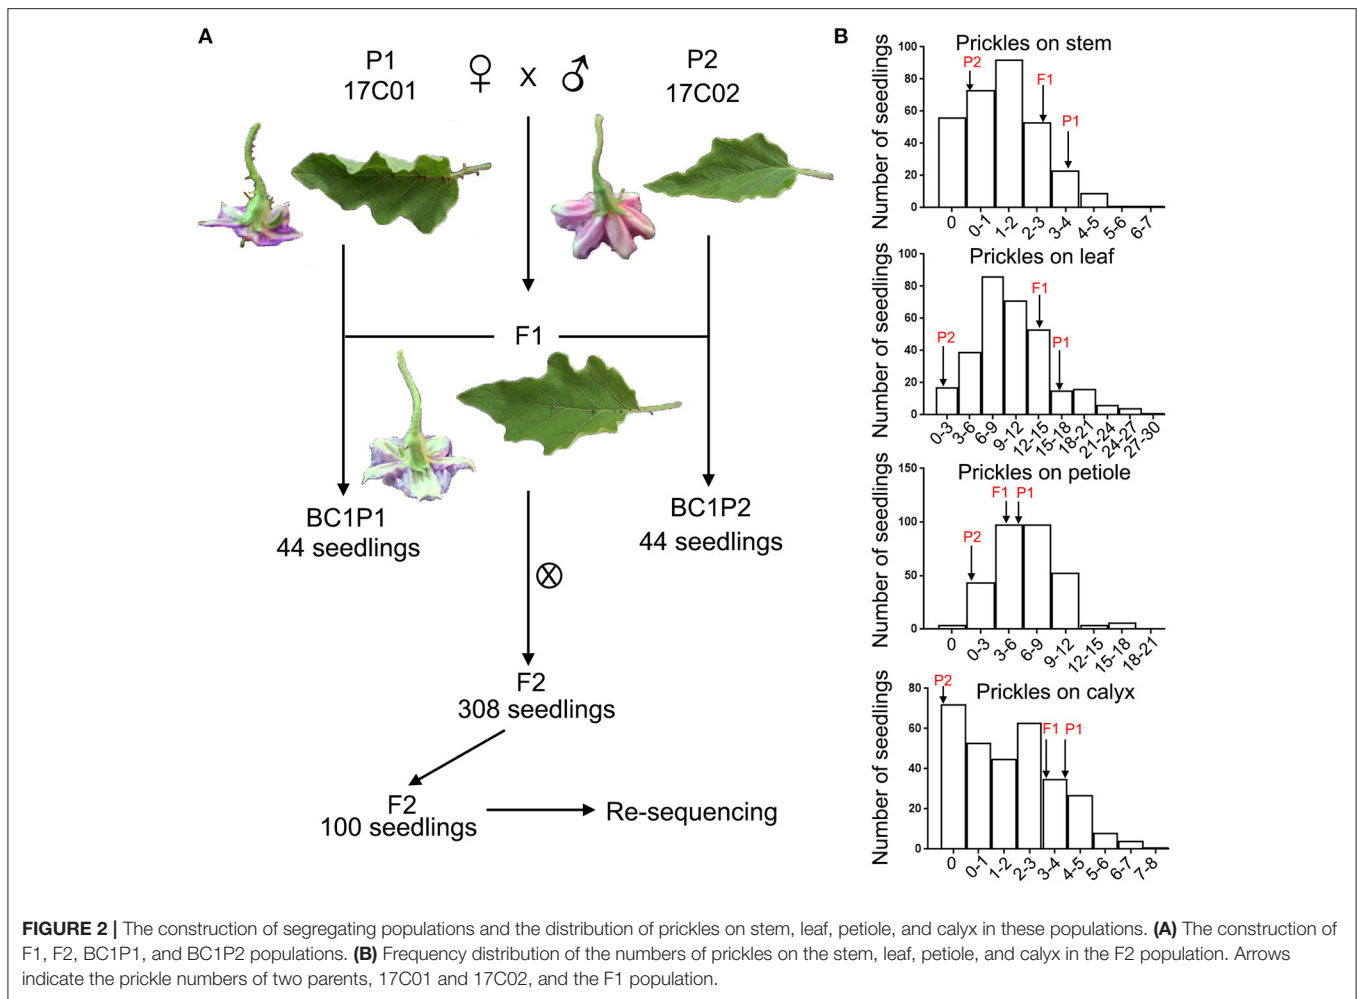 A
P1
17C01
♀ x ♂
P2
17C02
F1
BC1P1
44 seedlings
BC1P2
44 seedlings
F2
308 seedlings
F2
100 seedlings
Re-sequencing
B
Prickles on stem
Number of seedlings
100
80
60
40
20
0
P2
F1
P1
0
0-1
1-2
2-3
3-4
4-5
5-6
6-7
Prickles on leaf
Number of seedlings
100
80
60
40
20
0
P2
F1
P1
0-3
3-6
6-9
9-12
12-15
15-18
18-21
21-24
24-27
27-30
Prickles on petiole
Number of seedlings
150
100
50
0
P2
F1
P1
0
0-3
3-6
6-9
9-12
12-15
15-18
18-21
Prickles on calyx
Number of seedlings
80
60
40
20
0
P2
F1
P1
0
0-1
1-2
2-3
3-4
4-5
5-6
6-7
7-8
FIGURE 2 | The construction of segregating populations and the distribution of prickles on stem, leaf, petiole, and calyx in these populations. (A) The construction of
F1, F2, BC1P1, and BC1P2 populations. (B) Frequency distribution of the numbers of prickles on the stem, leaf, petiole, and calyx in the F2 population. Arrows
indicate the prickle numbers of two parents, 17C01 and 17C02, and the F1 population.